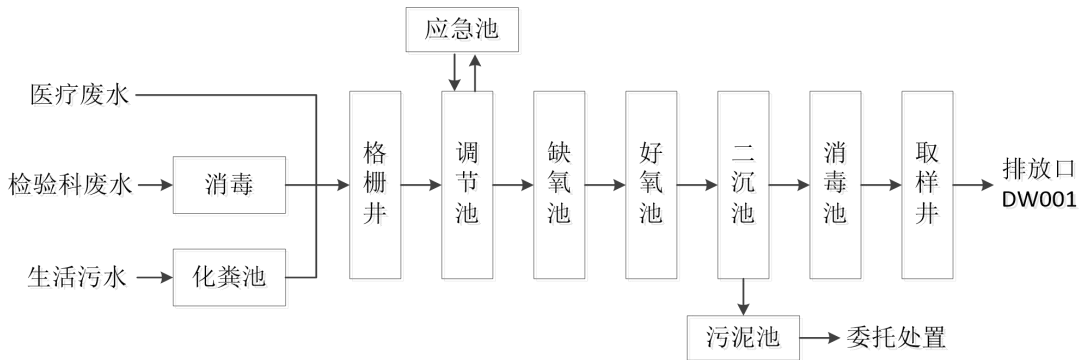 应急池
医疗废水
检验科废水
消毒
生活污水
化粪池
格栅井
调节池
缺氧池
好氧池
二沉池
消毒池
取样井
排放口
DW001
污泥池
委托处置